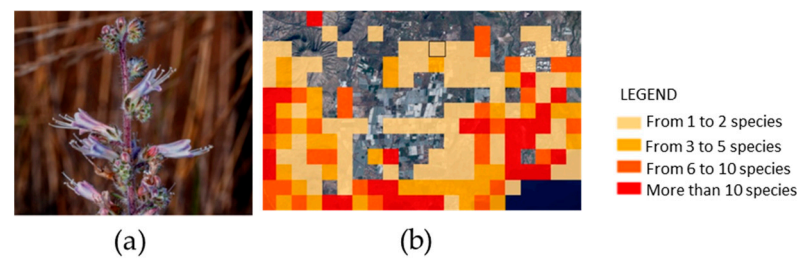 LEGEND
From 1 to 2 species
From 3 to 5 species
From 6 to 10 species
More than 10 species
(a)
(b)